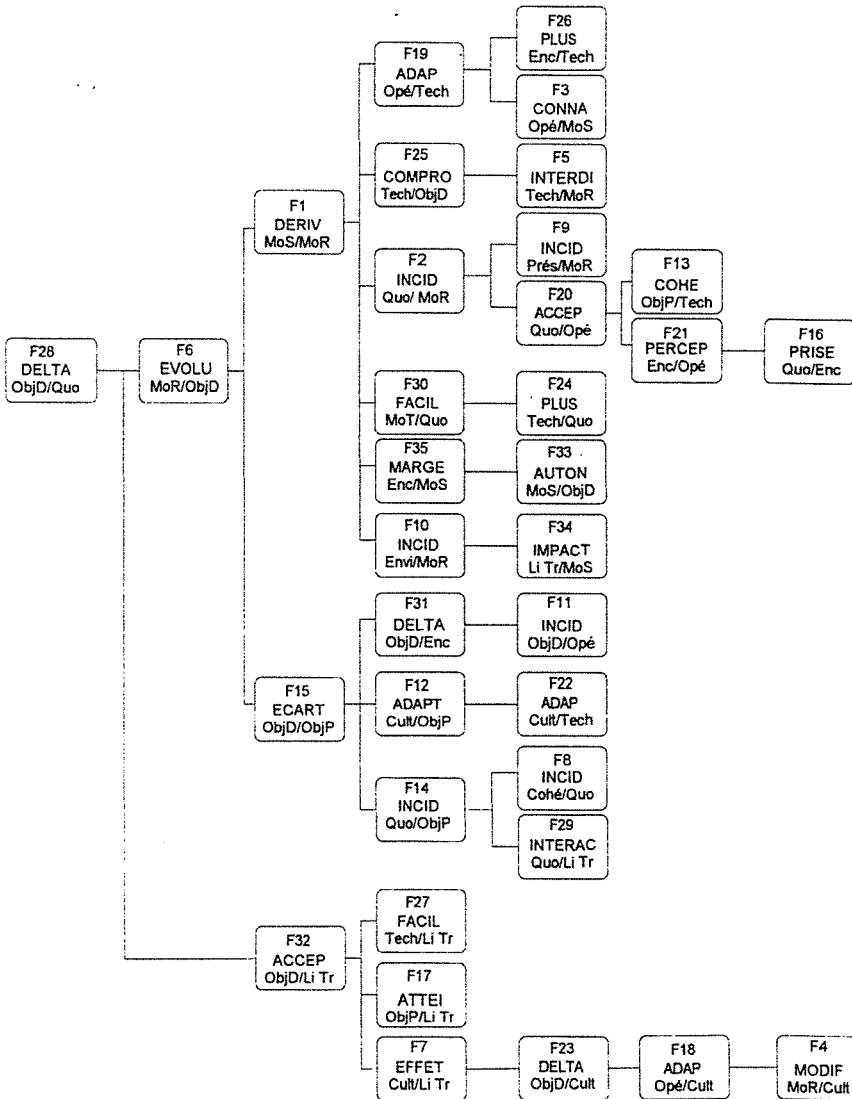 F26
PLUS
Enc/Tech
F19
ADAP
Opé/Tech
F3
CONNA
Opé/MoS
F25
COMPRO
Tech/ObjD
F5
INTERDI
Tech/MoR
F1
DERIV
MoS/MoR
F9
INCID
Prés/MoR
F2
INCID
Quo/ MoR
F13
COHE
ObjP/Tech
F20
ACCEP
Quo/Opé
F28
DELTA
ObjD/Quo
F6
EVOLU
MoR/ObjD
F21
PERCEP
Enc/Opé
F16
PRISE
Quo/Enc
F30
FACIL
MoT/Quo
F24
PLUS
Tech/Quo
F35
MARGE
Enc/MoS
F33
AUTON
MoS/ObjD
F10
INCID
Envi/MoR
F34
IMPACT
Li Tr/MoS
F31
DELTA
ObjD/Enc
F11
INCID
ObjD/Opé
F15
ECART
ObjD/ObjP
F12
ADAPT
Cult/ObjP
F22
ADAP
Cult/Tech
F14
INCID
Quo/ObjP
F8
INCID
Cohé/Quo
F29
INTERAC
Quo/Li Tr
F27
FACIL
Tech/Li Tr
F32
ACCEP
ObjD/Li Tr
F17
ATTEI
ObjP/Li Tr
F7
EFFET
Cult/Li Tr
F23
DELTA
ObjD/Cult
F18
ADAP
Opé/Cult
F4
MODIF
MoR/Cult